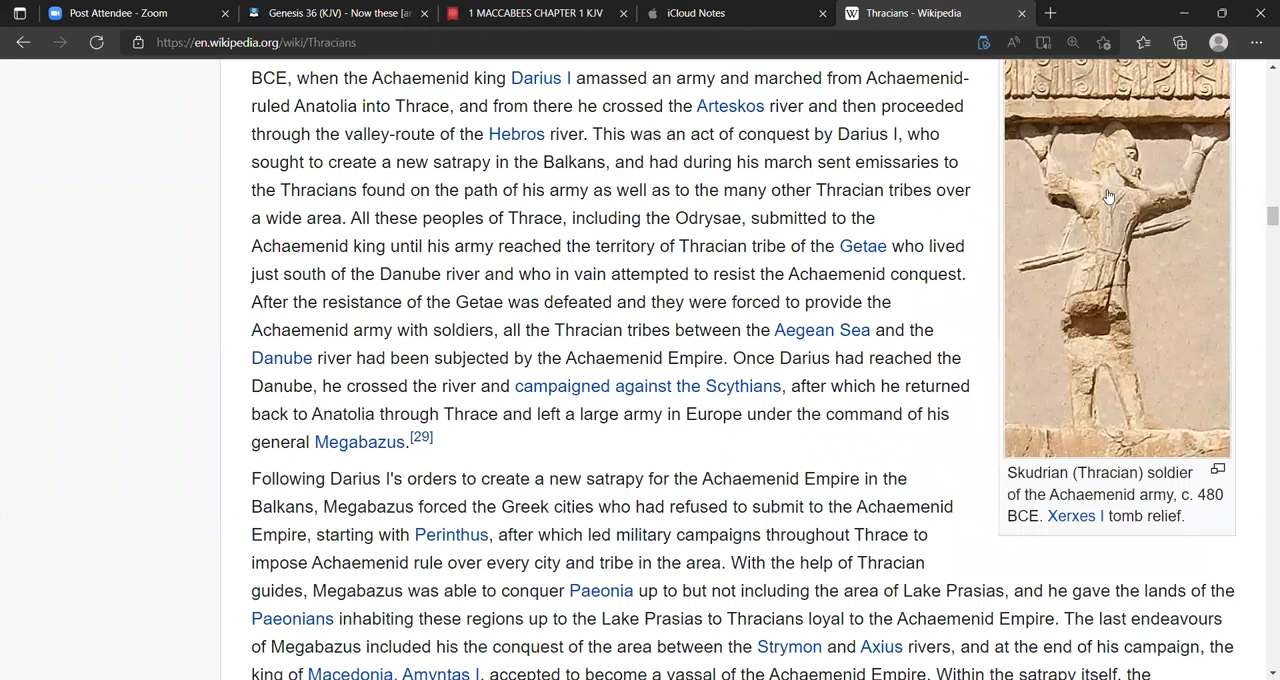 Post Attendee - Zoom
Genesis 36 (KJV) - Now these [ar
1 MACCABEES CHAPTER 1 KJV
iCloud Notes
Thracians - Wikipedia
https://en.wikipedia.org/wiki/Thracians
BCE, when the Achaemenid king Darius I amassed an army and marched from Achaemenid-
ruled Anatolia into Thrace, and from there he crossed the Arteskos river and then proceeded
through the valley-route of the Hebros river. This was an act of conquest by Darius I, who
sought to create a new satrapy in the Balkans, and had during his march sent emissaries to
the Thracians found on the path of his army as well as to the many other Thracian tribes over
a wide area. All these peoples of Thrace, including the Odrysae, submitted to the
Achaemenid king until his army reached the territory of Thracian tribe of the Getae who lived
just south of the Danube river and who in vain attempted to resist the Achaemenid conquest.
After the resistance of the Getae was defeated and they were forced to provide the
Achaemenid army with soldiers, all the Thracian tribes between the Aegean Sea and the
Danube river had been subjected by the Achaemenid Empire. Once Darius had reached the
Danube, he crossed the river and campaigned against the Scythians, after which he returned
back to Anatolia through Thrace and left a large army in Europe under the command of his
general Megabazus.[29]
Following Darius I's orders to create a new satrapy for the Achaemenid Empire in the
Balkans, Megabazus forced the Greek cities who had refused to submit to the Achaemenid
Empire, starting with Perinthus, after which led military campaigns throughout Thrace to
impose Achaemenid rule over every city and tribe in the area. With the help of Thracian
guides, Megabazus was able to conquer Paeonia up to but not including the area of Lake Prasias, and he gave the lands of the
Paeonians inhabiting these regions up to the Lake Prasias to Thracians loyal to the Achaemenid Empire. The last endeavours
of Megabazus included his the conquest of the area between the Strymon and Axius rivers, and at the end of his campaign, the
king of Macedonia, Amyntas I, accepted to become a vassal of the Achaemenid Empire. Within the satrapy itself, the
Skudrian (Thracian) soldier
of the Achaemenid army, c. 480
BCE. Xerxes I tomb relief.